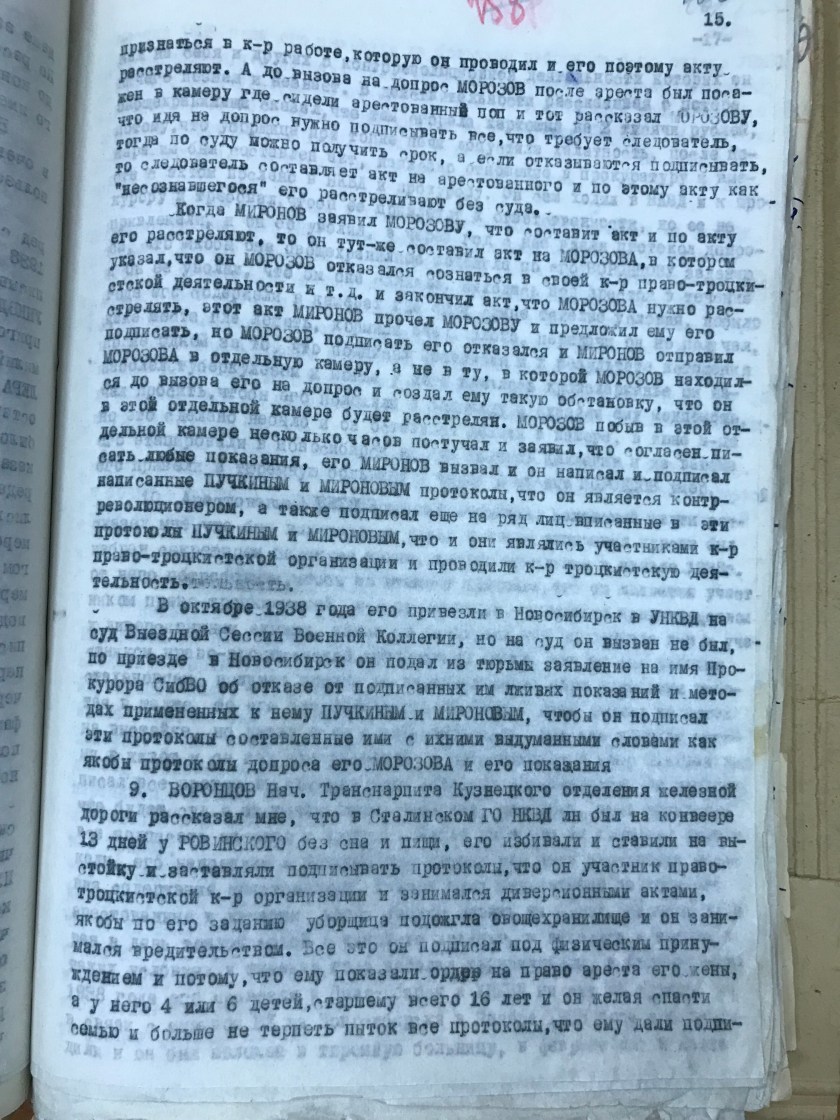 15.
признаться в к-р работе,которую он проводил и его поэтому акту
расстреляют. А до вызова на допрос МОРОЗОВ после ареста был поса-
жен в камеру где сидели арестованный поп и тот рассказал МОРОЗОВУ,
что идя на допрос нужно подписывать все,что требует следователь,
тогда по суду можно получить срок, а если отказываются подписывать,
то следователь составляет акт на арестованного и по этому акту как
"несознавшегося" его расстреливают без суда.
Когда МИРОНОВ заявил МОРОЗОВУ, что составит акт и по акту
его расстреляют, то он тут-же составил акт на МОРОЗОВА,в котором
указал,что он МОРОЗОВ отказался сознаться в своей к-р право-троцки-
стской деятельности и т.д. и закончил акт,что МОРОЗОВА нужно рас-
стрелять, этот акт МИРОНОВ прочел МОРОЗОВУ и предложил ему его
подписать, но МОРОЗОВ подписать его отказался и МИРОНОВ отправил
МОРОЗОВА в отдельную камеру, а не в ту, в которой МОРОЗОВ находил-
ся до вызова его на допрос и создал ему такую обстановку, что он
в этой отдельной камере будет расстрелян. МОРОЗОВ побыв в этой от-
дельной камере несколько часов постучал и заявил,что согласен пи-
сать любые показания, его МИРОНОВ вызвал и он написал и подписал
написанные ПУЧКИНЫМ и МИРОНОВЫМ протоколы,что он является контр-
революционером, а также подписал еще на ряд лиц вписанные в эти
протоколы ПУЧКИНЫМ и МИРОНОВЫМ,что и они являлись участниками к-р
право-троцкистской организации и проводили к-р троцкистскую дея-
тельность.
В октябре 1938 года его привезли в Новосибирск в УНКВД на
суд Выездной Сессии Военной Коллегии, но на суд он вызван не был,
по приезде в Новосибирск он подал из тюрьмы заявление на имя Про-
курора СибВО об отказе от подписанных им лживых показаний и мето-
дах примененных к нему ПУЧКИНЫМ и МИРОНОВЫМ, чтобы он подписал
эти протоколы составленные ими с ихними выдуманными словами как
якобы протоколы допроса его МОРОЗОВА и его показания
9. ВОРОНЦОВ Нач. Транснарпита Кузнецкого отделения железной
дороги рассказал мне, что в Сталинском ГО НКВД лн был на конвеере
13 дней у РОВИНСКОГО без сна и пищи, его избивали и ставили на вы-
стойку и заставляли подписывать протоколы,что он участник право-
троцкистской к-р организации и занимался диверсионными актами,
якобы по его заданию уборщица подожгла овощехранилище и он зани-
мался вредительством. Все это он подписал под физическим прину-
ждением и потому,что ему показали ордер на право ареста его жены,
а у него 4 или 6 детей,старшему всего 16 лет и он желая спасти
семью и больше не терпеть пыток все протоколы,что ему дали подпи-